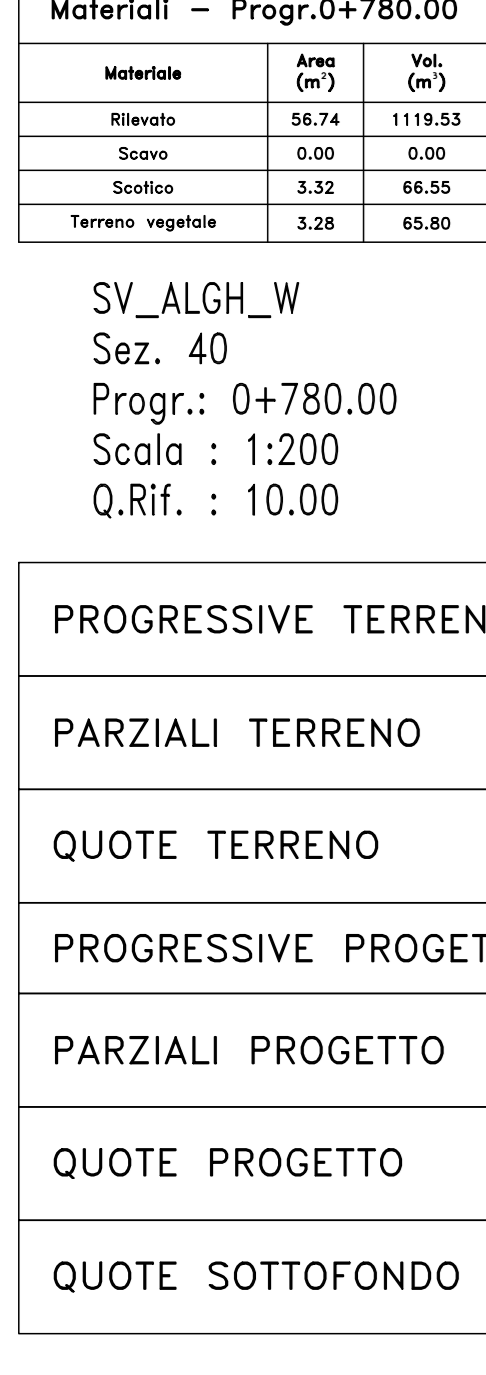 Materiali – Progr.0+780.00
Materiale Area (m²) Vol. (m³)
Rilevato 56.74 1119.53
Scavo 0.00 0.00
Scotico 3.32 66.55
Terreno vegetale 3.28 65.80
SV_ALGH_W
Sez. 40
Progr.: 0+780.00
Scala : 1:200
Q.Rif. : 10.00
PROGRESSIVE TERREN
PARZIALI TERRENO
QUOTE TERRENO
PROGRESSIVE PROGET
PARZIALI PROGETTO
QUOTE PROGETTO
QUOTE SOTTOFONDO